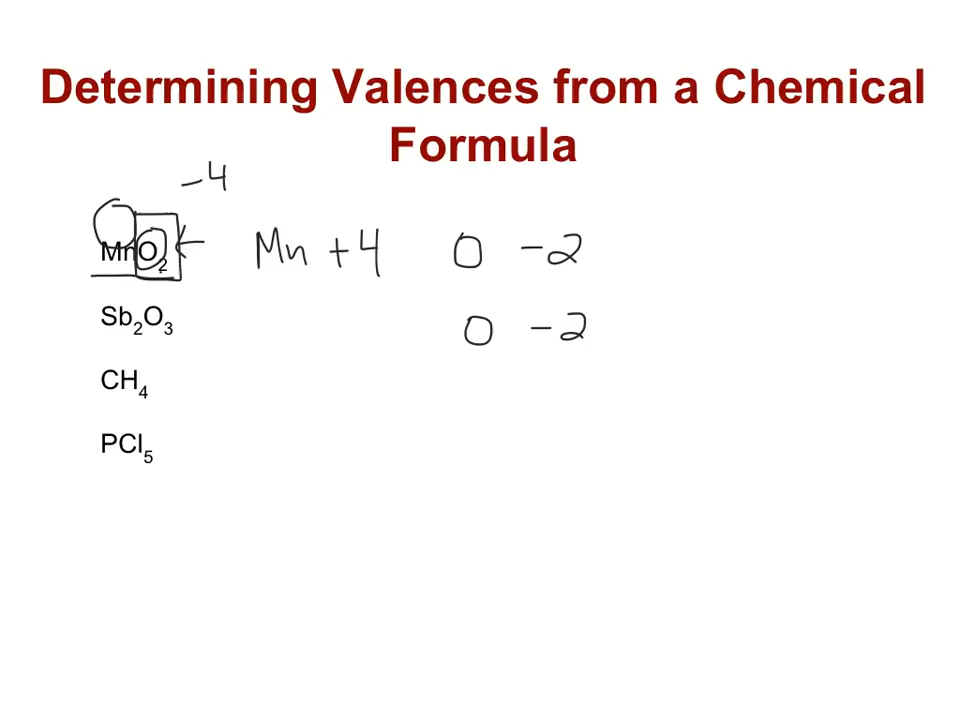 Determining Valences from a Chemical
Formula
-4
MnO₂ Mn +4 O -2
Sb₂O₃ O -2
CH₄
PCl₅